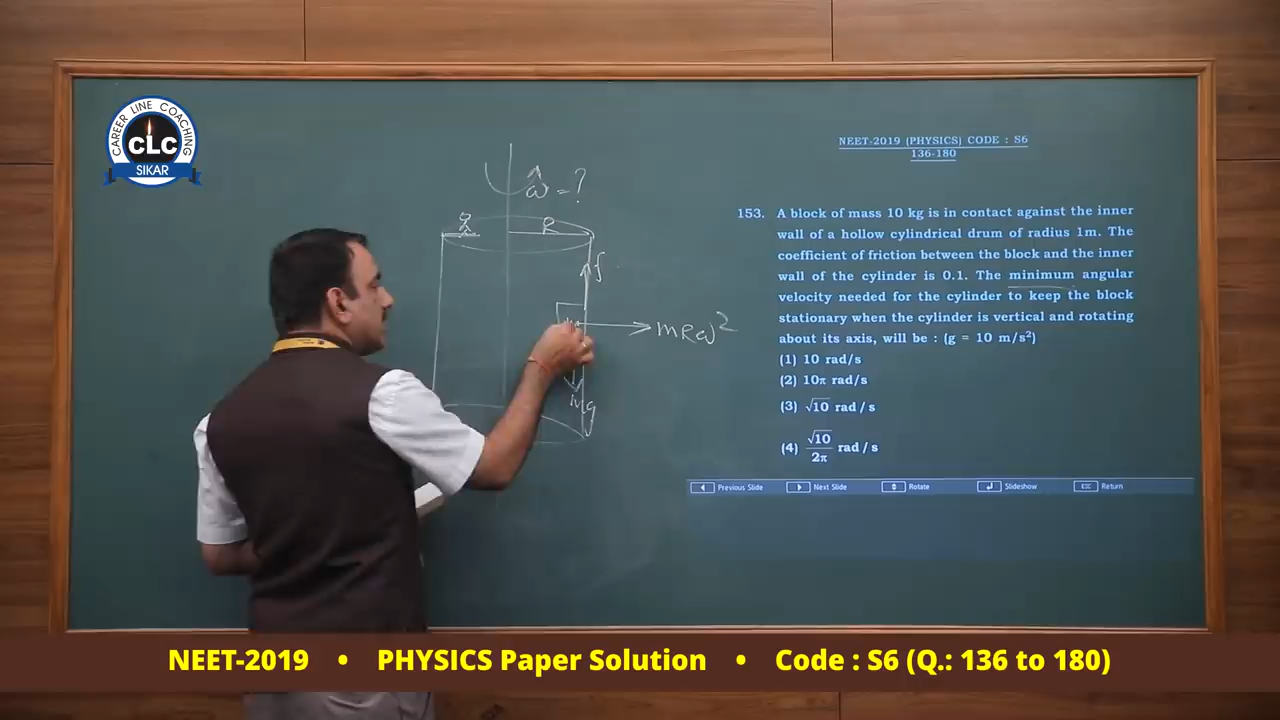 CAREER LINE COACHING
CLC
SIKAR
ω = ?
R
f
mRω²
mg
NEET-2019 (PHYSICS) CODE : S6
136-180
153. A block of mass 10 kg is in contact against the inner
wall of a hollow cylindrical drum of radius 1m. The
coefficient of friction between the block and the inner
wall of the cylinder is 0.1. The minimum angular
velocity needed for the cylinder to keep the block
stationary when the cylinder is vertical and rotating
about its axis, will be : (g = 10 m/s²)
(1) 10 rad/s
(2) 10π rad/s
(3) √10 rad / s
(4) √10/2π rad / s
Previous Slide Next Slide Rotate Slideshow ESC Return
NEET-2019 • PHYSICS Paper Solution • Code : S6 (Q.: 136 to 180)